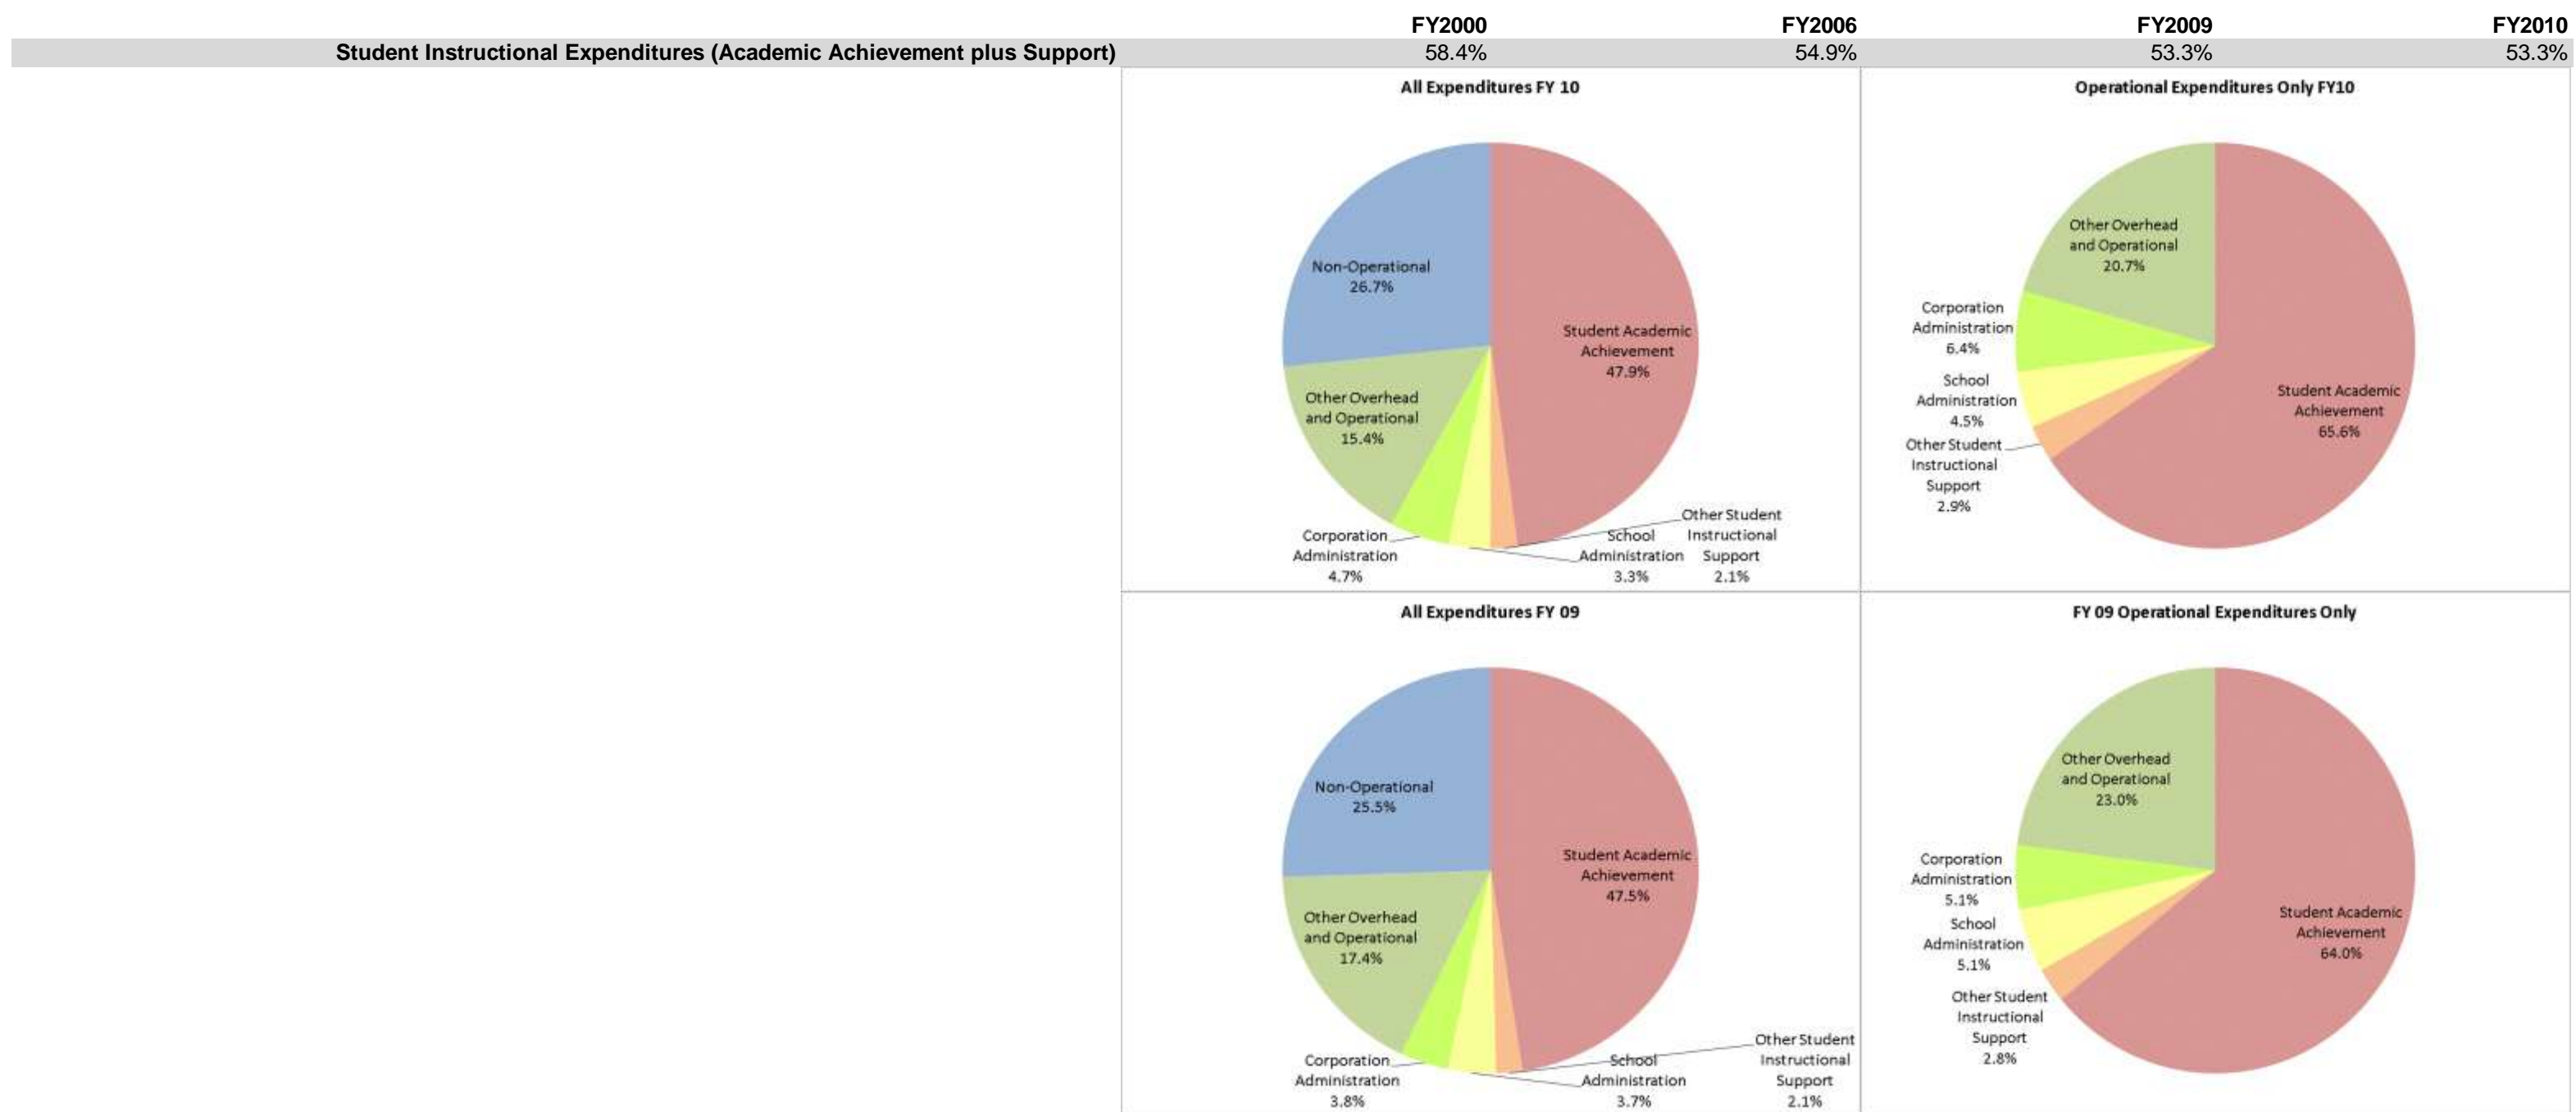 FY2000 FY2006 FY2009 FY2010
Student Instructional Expenditures (Academic Achievement plus Support) 58.4% 54.9% 53.3% 53.3%
All Expenditures FY 10
Non-Operational
26.7%
Student Academic
Achievement
47.9%
Other Overhead
and Operational
15.4%
Corporation
Administration
4.7%
School
Administration
3.3%
Other Student
Instructional
Support
2.1%
Operational Expenditures Only FY10
Other Overhead
and Operational
20.7%
Corporation
Administration
6.4%
School
Administration
4.5%
Other Student
Instructional
Support
2.9%
Student Academic
Achievement
65.6%
All Expenditures FY 09
Non-Operational
25.5%
Student Academic
Achievement
47.5%
Other Overhead
and Operational
17.4%
Corporation
Administration
3.8%
School
Administration
3.7%
Other Student
Instructional
Support
2.1%
FY 09 Operational Expenditures Only
Other Overhead
and Operational
23.0%
Corporation
Administration
5.1%
School
Administration
5.1%
Other Student
Instructional
Support
2.8%
Student Academic
Achievement
64.0%